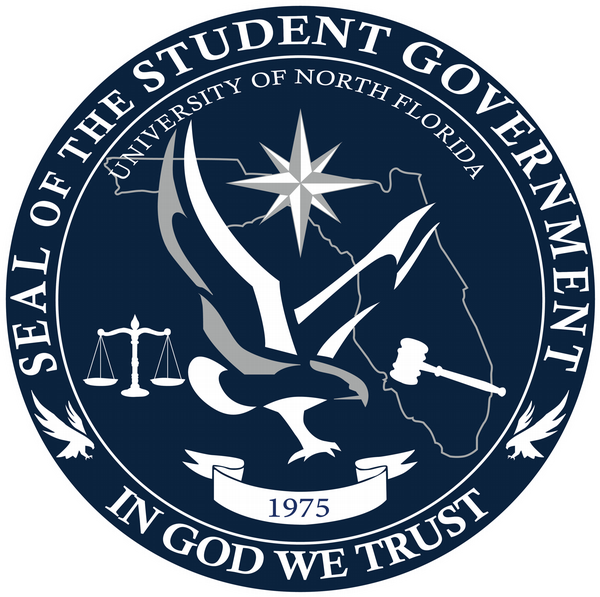 SEAL OF THE STUDENT GOVERNMENT
UNIVERSITY OF NORTH FLORIDA
1975
IN GOD WE TRUST